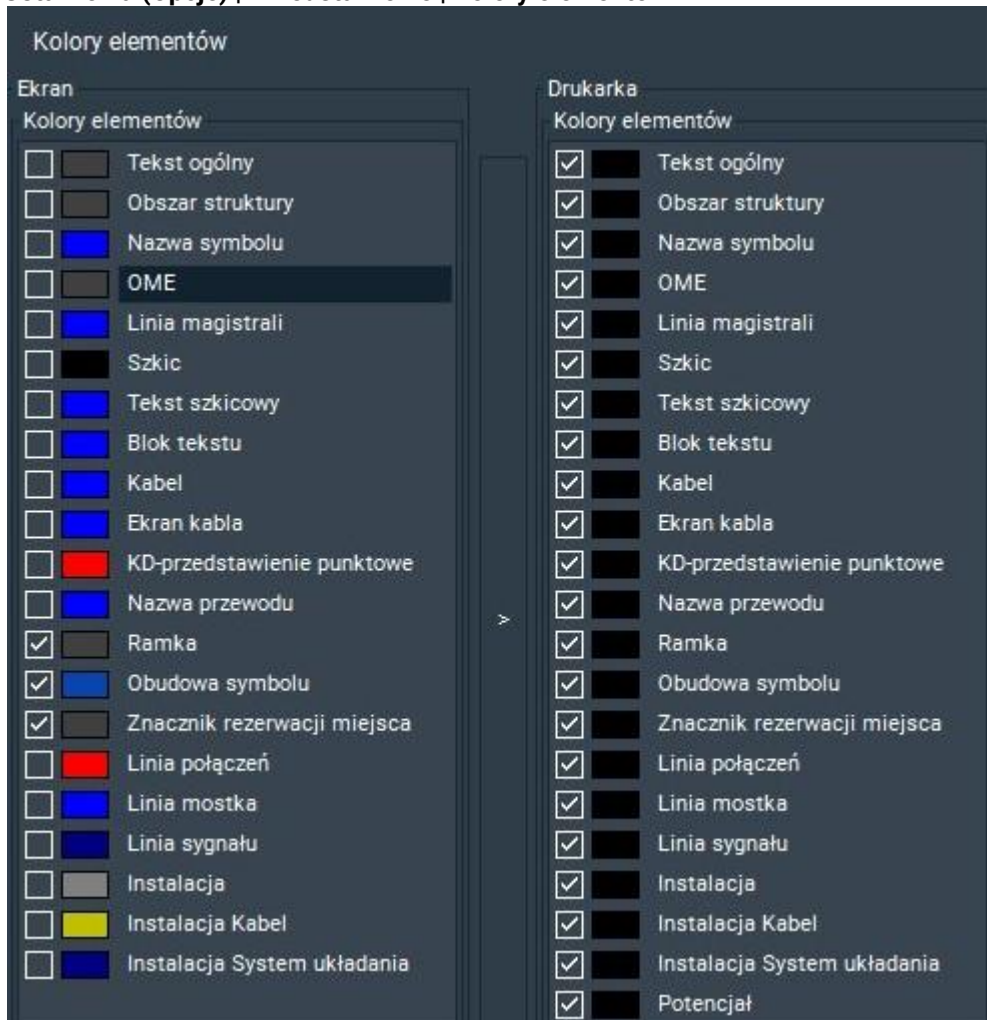 Kolory elementów
Ekran
Kolory elementów
Tekst ogólny
Obszar struktury
Nazwa symbolu
OME
Linia magistrali
Szkic
Tekst szkicowy
Blok tekstu
Kabel
Ekran kabla
KD-przedstawienie punktowe
Nazwa przewodu
Ramka
Obudowa symbolu
Znacznik rezerwacji miejsca
Linia połączeń
Linia mostka
Linia sygnału
Instalacja
Instalacja Kabel
Instalacja System układania
>
Drukarka
Kolory elementów
Tekst ogólny
Obszar struktury
Nazwa symbolu
OME
Linia magistrali
Szkic
Tekst szkicowy
Blok tekstu
Kabel
Ekran kabla
KD-przedstawienie punktowe
Nazwa przewodu
Ramka
Obudowa symbolu
Znacznik rezerwacji miejsca
Linia połączeń
Linia mostka
Linia sygnału
Instalacja
Instalacja Kabel
Instalacja System układania
Potencjał